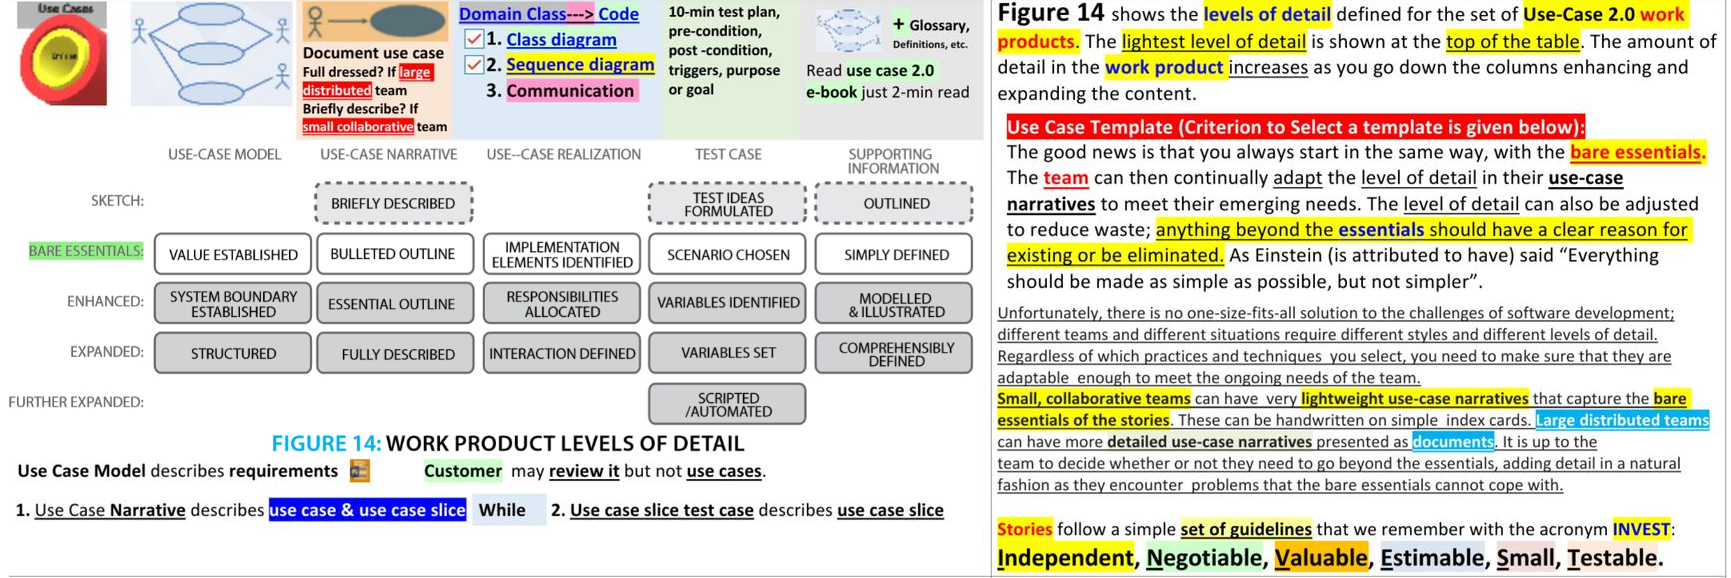 Use Cases
Document use case
Full dressed? If large
distributed team
Briefly describe? If
small collaborative team
Domain Class---> Code
1. Class diagram
2. Sequence diagram
3. Communication
10-min test plan,
pre-condition,
post -condition,
triggers, purpose
or goal
+ Glossary,
Definitions, etc.
Read use case 2.0
e-book just 2-min read
USE-CASE MODEL
USE-CASE NARRATIVE
USE--CASE REALIZATION
TEST CASE
SUPPORTING
INFORMATION
SKETCH:
BRIEFLY DESCRIBED
TEST IDEAS
FORMULATED
OUTLINED
BARE ESSENTIALS:
VALUE ESTABLISHED
BULLETED OUTLINE
IMPLEMENTATION
ELEMENTS IDENTIFIED
SCENARIO CHOSEN
SIMPLY DEFINED
ENHANCED:
SYSTEM BOUNDARY
ESTABLISHED
ESSENTIAL OUTLINE
RESPONSIBILITIES
ALLOCATED
VARIABLES IDENTIFIED
MODELLED
& ILLUSTRATED
EXPANDED:
STRUCTURED
FULLY DESCRIBED
INTERACTION DEFINED
VARIABLES SET
COMPREHENSIBLY
DEFINED
FURTHER EXPANDED:
SCRIPTED
/AUTOMATED
FIGURE 14: WORK PRODUCT LEVELS OF DETAIL
Use Case Model describes requirements
Customer may review it but not use cases.
1. Use Case Narrative describes use case & use case slice While 2. Use case slice test case describes use case slice
Figure 14 shows the levels of detail defined for the set of Use-Case 2.0 work
products. The lightest level of detail is shown at the top of the table. The amount of
detail in the work product increases as you go down the columns enhancing and
expanding the content.
Use Case Template (Criterion to Select a template is given below):
The good news is that you always start in the same way, with the bare essentials.
The team can then continually adapt the level of detail in their use-case
narratives to meet their emerging needs. The level of detail can also be adjusted
to reduce waste; anything beyond the essentials should have a clear reason for
existing or be eliminated. As Einstein (is attributed to have) said “Everything
should be made as simple as possible, but not simpler”.
Unfortunately, there is no one-size-fits-all solution to the challenges of software development;
different teams and different situations require different styles and different levels of detail.
Regardless of which practices and techniques you select, you need to make sure that they are
adaptable enough to meet the ongoing needs of the team.
Small, collaborative teams can have very lightweight use-case narratives that capture the bare
essentials of the stories. These can be handwritten on simple index cards. Large distributed teams
can have more detailed use-case narratives presented as documents. It is up to the
team to decide whether or not they need to go beyond the essentials, adding detail in a natural
fashion as they encounter problems that the bare essentials cannot cope with.
Stories follow a simple set of guidelines that we remember with the acronym INVEST:
Independent, Negotiable, Valuable, Estimable, Small, Testable.